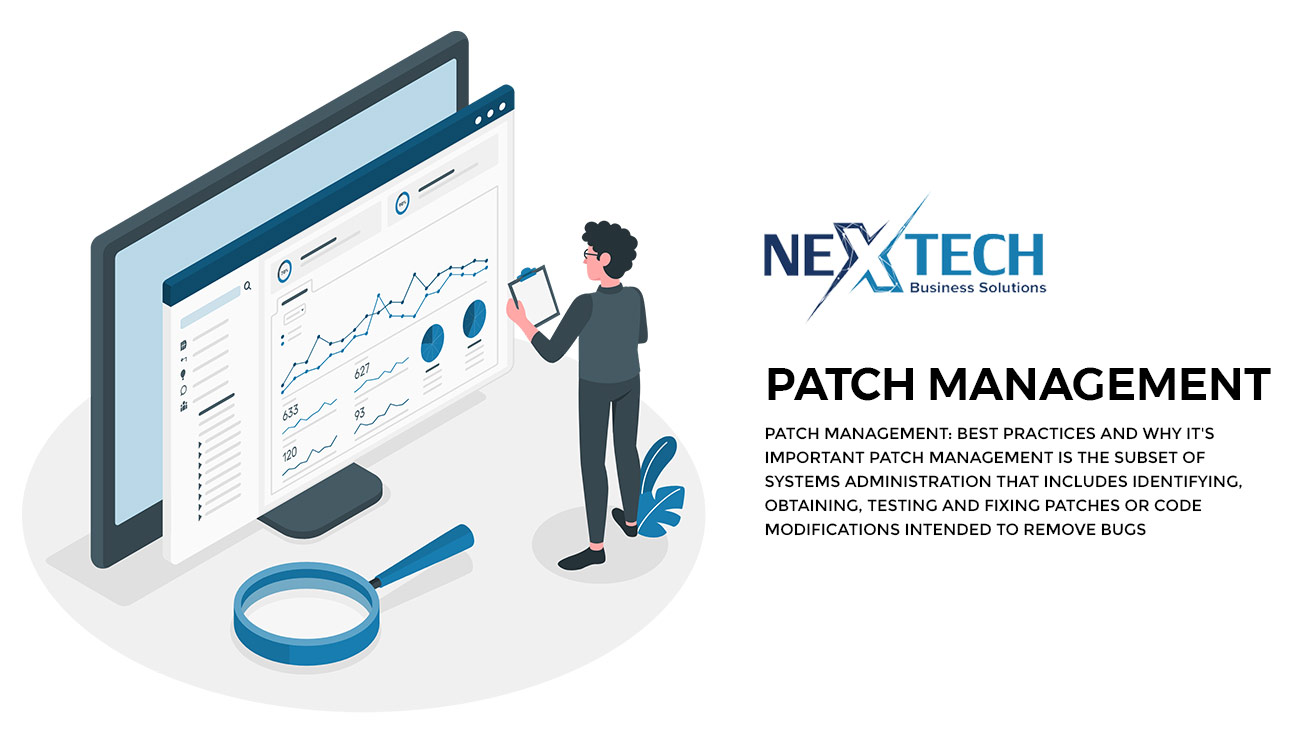 NEXTECH
Business Solutions
PATCH MANAGEMENT
PATCH MANAGEMENT: BEST PRACTICES AND WHY IT'S
IMPORTANT PATCH MANAGEMENT IS THE SUBSET OF
SYSTEMS ADMINISTRATION THAT INCLUDES IDENTIFYING,
OBTAINING, TESTING AND FIXING PATCHES OR CODE
MODIFICATIONS INTENDED TO REMOVE BUGS
627
633
93
120